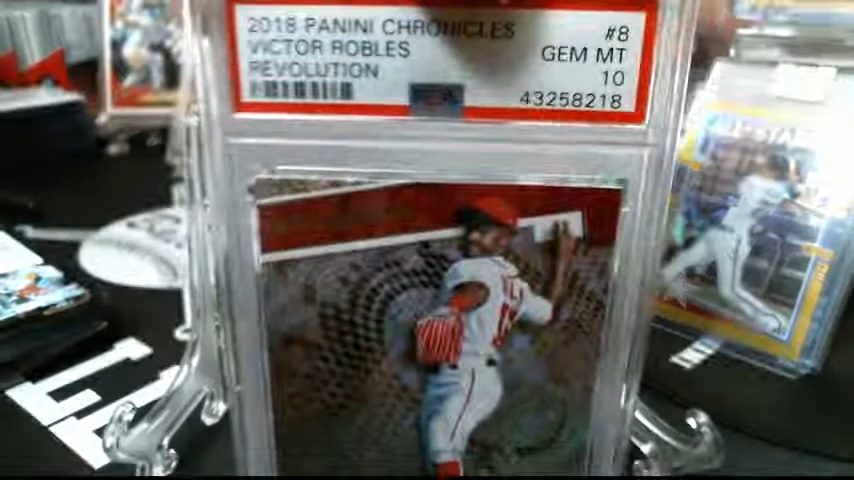 2018 PANINI CHRONICLES #8
VICTOR ROBLES GEM MT
REVOLUTION 10
43258218